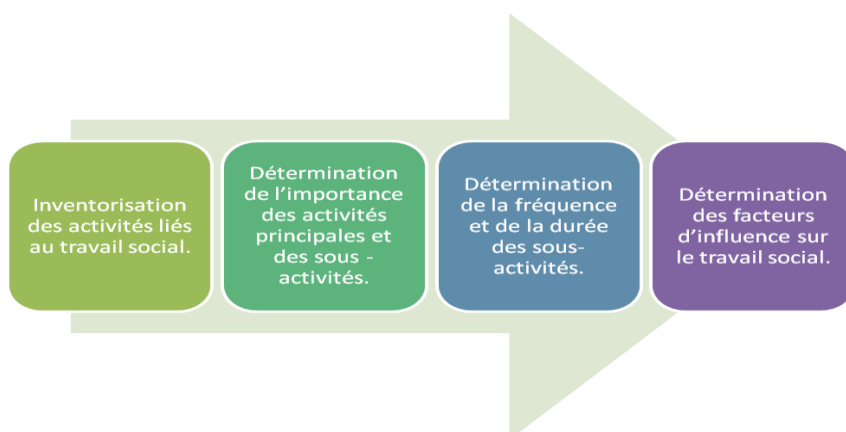 Inventorisation
des activités liés
au travail social.
Détermination
de l'importance
des activités
principales et
des sous -
activités.
Détermination
de la fréquence
et de la durée
des sous-
activités.
Détermination
des facteurs
d'influence sur
le travail social.